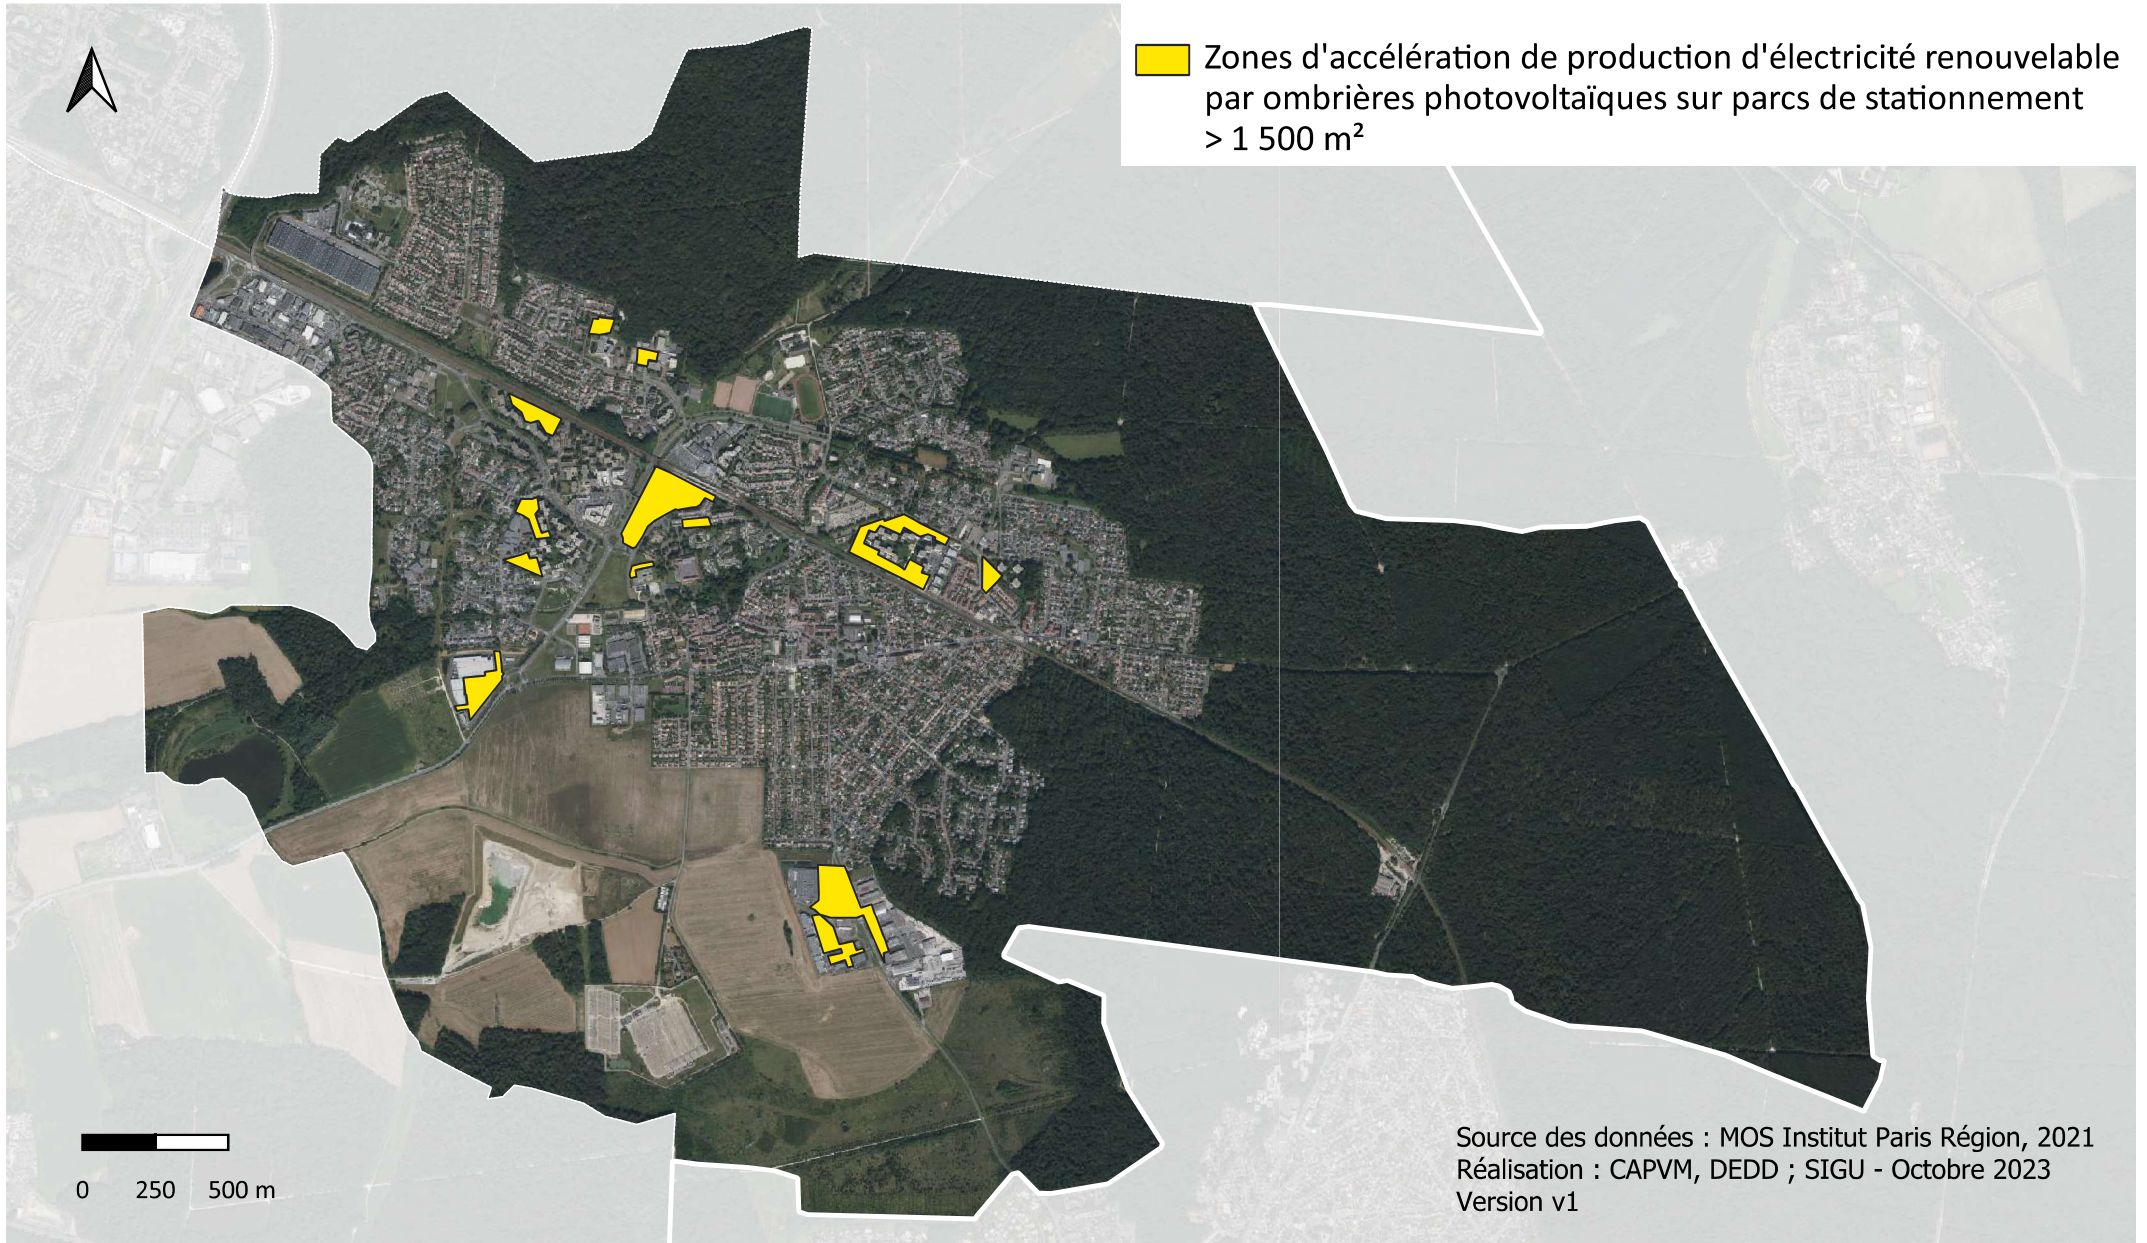 Zones d'accélération de production d'électricité renouvelable
par ombrières photovoltaïques sur parcs de stationnement
> 1 500 m²
Source des données : MOS Institut Paris Région, 2021
Réalisation : CAPVM, DEDD ; SIGU - Octobre 2023
Version v1
0 250 500 m